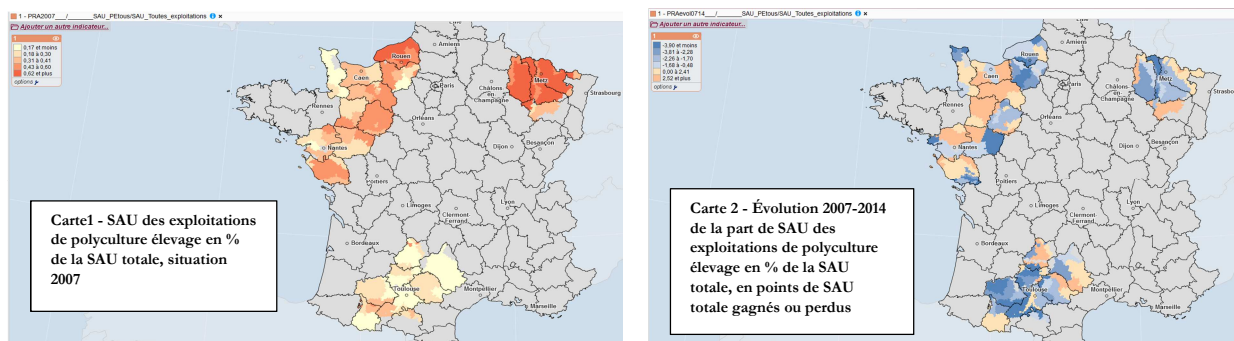 1 - PRA2007___/_______SAU_PEtous/SAU_Toutes_exploitations
Ajouter un autre indicateur...
1
0,17 et moins
0,18 à 0,30
0,31 à 0,41
0,43 à 0,60
0,62 et plus
options
Amiens
Rouen
Caen
Metz
Paris
Châlons
en
Champagne
Strasbourg
Rennes
Orléans
Nantes
Dijon
Besançon
Poitiers
Limoges
Clermont-
Ferrand
Lyon
Bordeaux
Toulouse
Montpellier
Marseille
Carte1 - SAU des exploitations
de polyculture élevage en %
de la SAU totale, situation
2007
1 - PRAevol0714___/_______SAU_PEtous/SAU_Toutes_exploitations
Ajouter un autre indicateur...
1
-3,90 et moins
-3,81 à -2,28
-2,26 à -1,70
-1,68 à -0,48
0,00 à 2,41
2,52 et plus
options
Amiens
Rouen
Caen
Metz
Paris
Châlons
en
Champagne
Strasbourg
Rennes
Orléans
Nantes
Dijon
Besançon
Poitiers
Limoges
Clermont-
Ferrand
Lyon
Bordeaux
Toulouse
Montpellier
Marseille
Carte 2 - Évolution 2007-2014
de la part de SAU des
exploitations de polyculture
élevage en % de la SAU
totale, en points de SAU
totale gagnés ou perdus